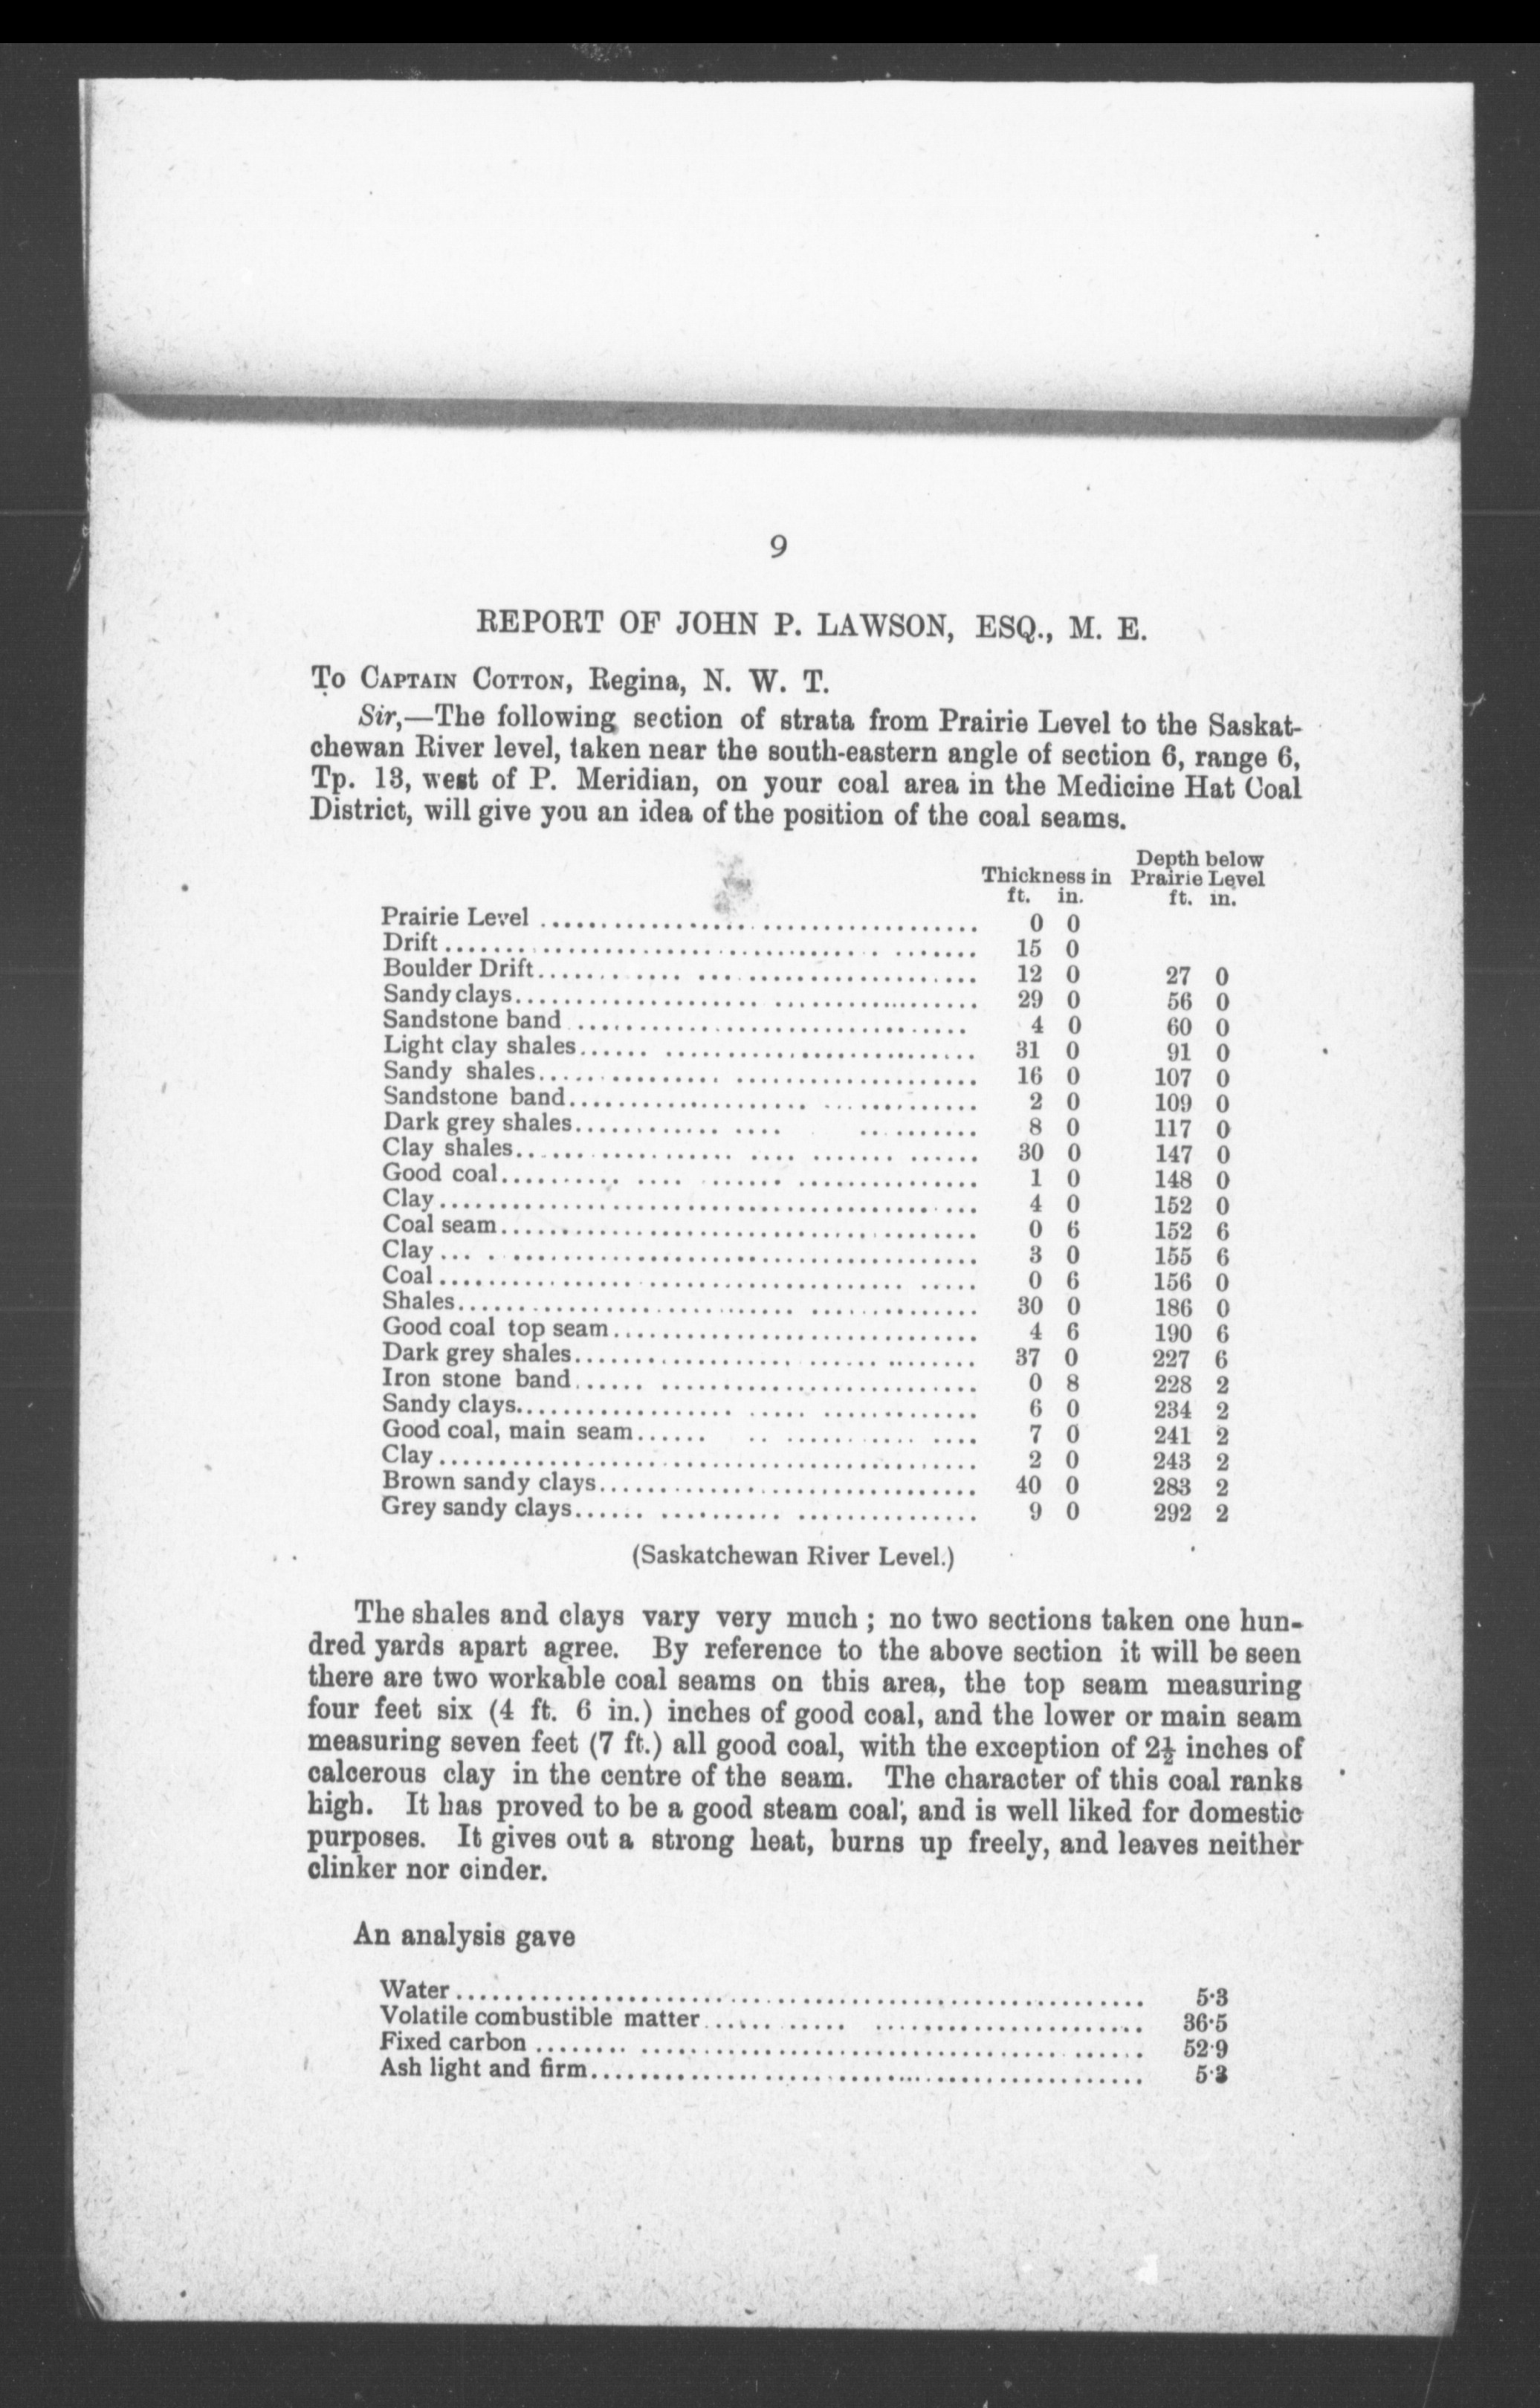 9
REPORT OF JOHN P. LAWSON, ESQ., M. E.
To CAPTAIN COTTON, Regina, N. W. T.
Sir,—The following section of strata from Prairie Level to the Saskat-
chewan River level, taken near the south-eastern angle of section 6, range 6,
Tp. 13, west of P. Meridian, on your coal area in the Medicine Hat Coal
District, will give you an idea of the position of the coal seams.
Depth below
Thickness in Prairie Level
ft. in. ft. in.
Prairie Level .................................... 0 0
Drift .................................... 15 0
Boulder Drift.................................... 12 0 27 0
Sandy clays.................................... 29 0 56 0
Sandstone band .................................... 4 0 60 0
Light clay shales.................................... 31 0 91 0
Sandy shales.................................... 16 0 107 0
Sandstone band.................................... 2 0 109 0
Dark grey shales.................................... 8 0 117 0
Clay shales.................................... 30 0 147 0
Good coal.................................... 1 0 148 0
Clay.................................... 4 0 152 0
Coal seam.................................... 0 6 152 6
Clay.................................... 3 0 155 6
Coal.................................... 0 6 156 0
Shales.................................... 30 0 186 0
Good coal top seam.................................... 4 6 190 6
Dark grey shales.................................... 37 0 227 6
Iron stone band.................................... 0 8 228 2
Sandy clays.................................... 6 0 234 2
Good coal, main seam.................................... 7 0 241 2
Clay.................................... 2 0 243 2
Brown sandy clays.................................... 40 0 283 2
Grey sandy clays.................................... 9 0 292 2
(Saskatchewan River Level.)
The shales and clays vary very much ; no two sections taken one hun-
dred yards apart agree. By reference to the above section it will be seen
there are two workable coal seams on this area, the top seam measuring
four feet six (4 ft. 6 in.) inches of good coal, and the lower or main seam
measuring seven feet (7 ft.) all good coal, with the exception of 2½ inches of
calcerous clay in the centre of the seam. The character of this coal ranks
high. It has proved to be a good steam coal, and is well liked for domestic
purposes. It gives out a strong heat, burns up freely, and leaves neither
clinker nor cinder.
An analysis gave
Water.................................... 5·3
Volatile combustible matter.................................... 36·5
Fixed carbon.................................... 52·9
Ash light and firm.................................... 5·3